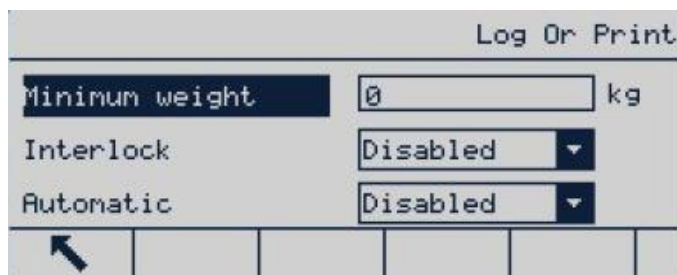 Log Or Print
Minimum weight 0 kg
Interlock Disabled
Automatic Disabled